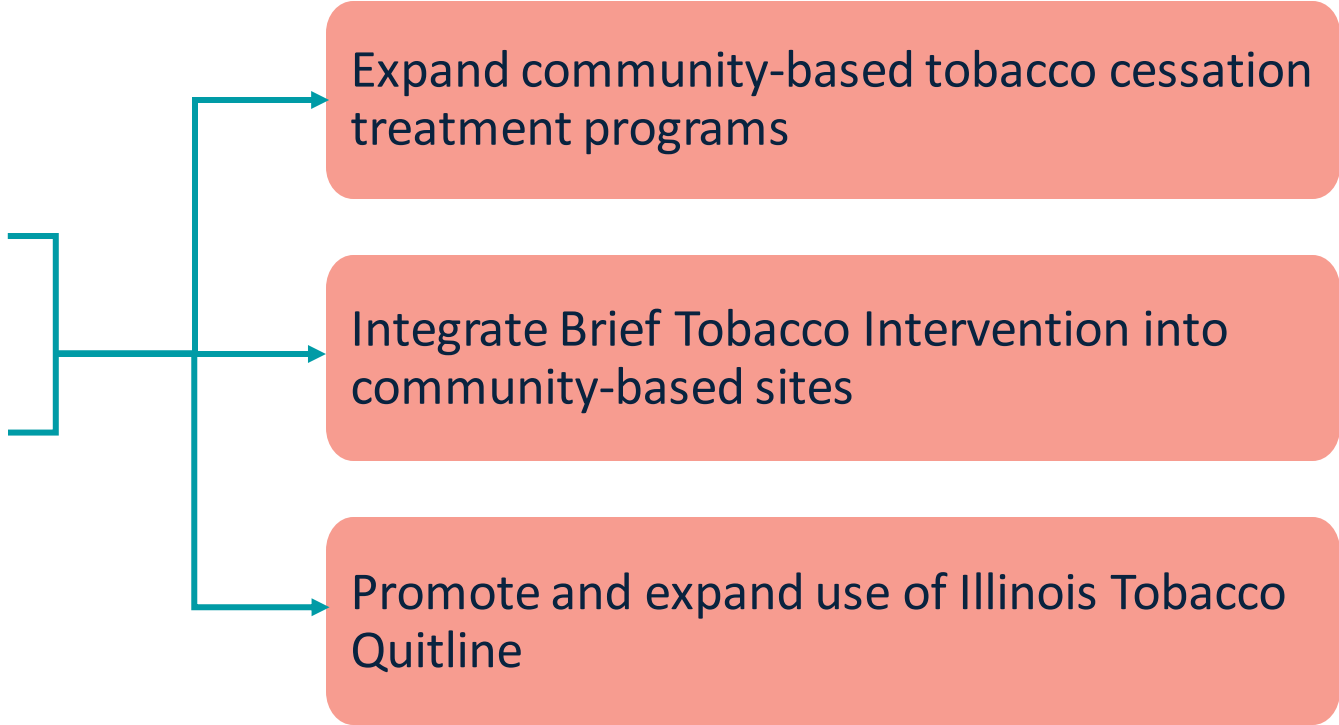 Expand community-based tobacco cessation
treatment programs
Integrate Brief Tobacco Intervention into
community-based sites
Promote and expand use of Illinois Tobacco
Quitline